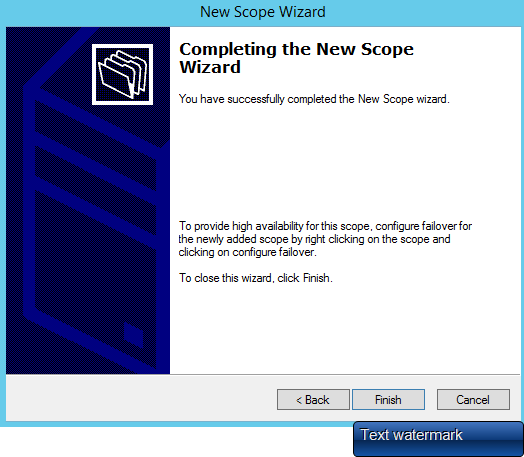 New Scope Wizard
Completing the New Scope
Wizard
You have successfully completed the New Scope wizard.
To provide high availability for this scope, configure failover for
the newly added scope by right clicking on the scope and
clicking on configure failover.
To close this wizard, click Finish.
< Back
Finish
Cancel
Text watermark